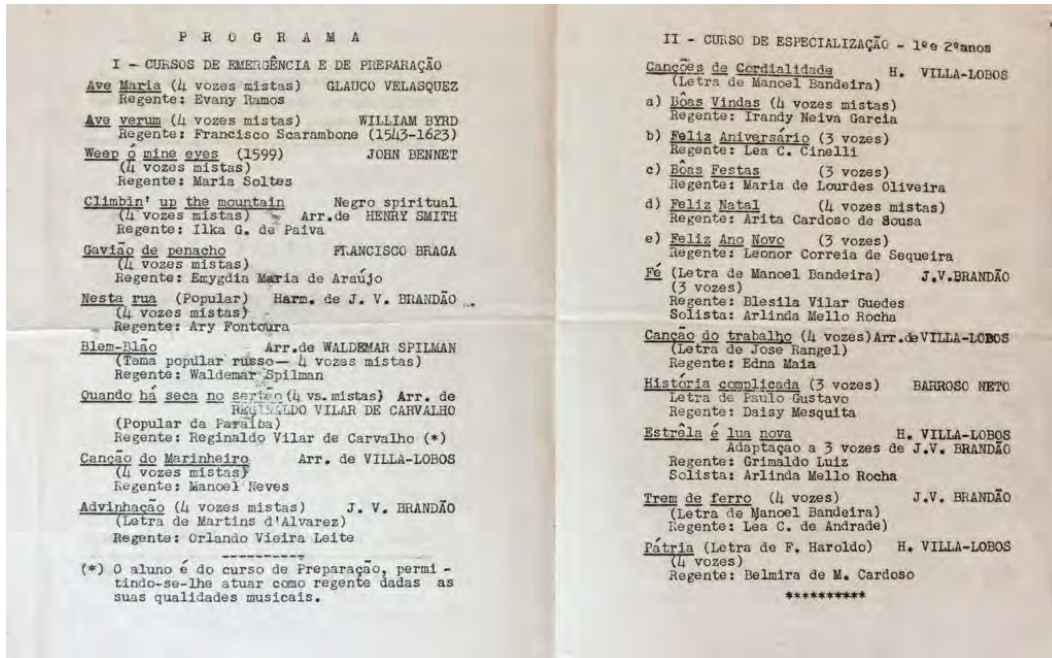 P R O G R A M A
I - CURSOS DE EMERGÊNCIA E DE PREPARAÇÃO
Ave Maria (4 vozes mistas) GLAUCO VELASQUEZ
Regente: Evany Ramos
Ave verum (4 vozes mistas) WILLIAM BYRD
Regente: Francisco Scarambone (1543-1623)
Weep ó mine eyes (1599) JOHN BENNET
(4 vozes mistas)
Regente: Maria Soltes
Climbin' up the mountain Negro spiritual
(4 vozes mistas) Arr.de HENRY SMITH
Regente: Ilka G. de Paiva
Gavião de penacho FRANCISCO BRAGA
(4 vozes mistas)
Regente: Emygdia Maria de Araújo
Nesta rua (Popular) Harm. de J. V. BRANDÃO
(4 vozes mistas)
Regente: Ary Fontoura
Blem-Blão Arr.de WALDEMAR SPILMAN
(Tema popular russo— 4 vozes mistas)
Regente: Waldemar Spilman
Quando há seca no sertão (4 vs. mistas) Arr. de
REGINALDO VILAR DE CARVALHO
(Popular da Paraíba)
Regente: Reginaldo Vilar de Carvalho (*)
Canção do Marinheiro Arr. de VILLA-LOBOS
(4 vozes mistas)
Regente: Manoel Neves
Advinhação (4 vozes mistas) J. V. BRANDÃO
(Letra de Martins d'Alvarez)
Regente: Orlando Vieira Leite
----------
(*) O aluno é do curso de Preparação, permi -
tindo-se-lhe atuar como regente dadas as
suas qualidades musicais.
II - CURSO DE ESPECIALIZAÇÃO - 1º e 2º anos
Canções de Cordialidade H. VILLA-LOBOS
(Letra de Manoel Bandeira)
a) Bôas Vindas (4 vozes mistas)
Regente: Irandy Neiva Garcia
b) Feliz Aniversário (3 vozes)
Regente: Lea C. Cinelli
c) Bôas Festas (3 vozes)
Regente: Maria de Lourdes Oliveira
d) Feliz Natal (4 vozes mistas)
Regente: Arita Cardoso de Sousa
e) Feliz Ano Novo (3 vozes)
Regente: Leonor Correia de Sequeira
Fé (Letra de Manoel Bandeira) J.V.BRANDÃO
(3 vozes)
Regente: Blesila Vilar Guedes
Solista: Arlinda Mello Rocha
Canção do trabalho (4 vozes) Arr.de VILLA-LOBOS
(Letra de Jose Rangel)
Regente: Edna Maia
História complicada (3 vozes) BARROSO NETO
Letra de Paulo Gustavo
Regente: Daisy Mesquita
Estrêla é lua nova H. VILLA-LOBOS
Adaptaçao a 3 vozes de J.V. BRANDÃO
Regente: Grimaldo Luiz
Solista: Arlinda Mello Rocha
Trem de ferro (4 vozes) J.V. BRANDÃO
(Letra de Manoel Bandeira)
Regente: Lea C. de Andrade)
Pátria (Letra de F. Haroldo) H. VILLA-LOBOS
(4 vozes)
Regente: Belmira de M. Cardoso
**********